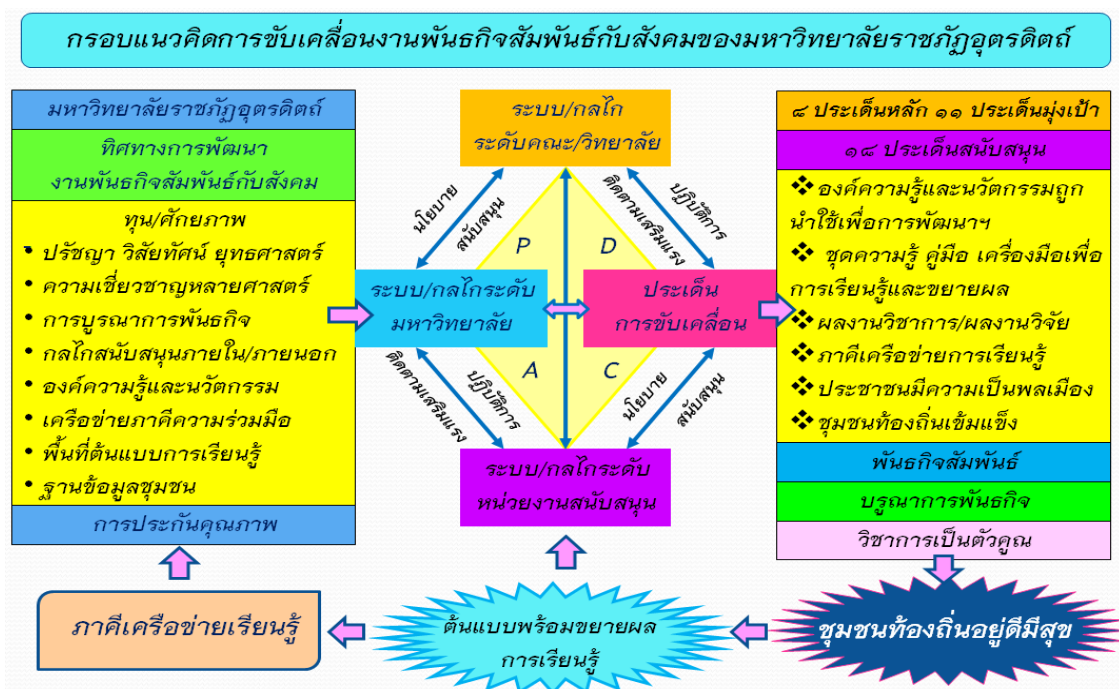 กรอบแนวคิดการขับเคลื่อนงานพันธกิจสัมพันธ์กับสังคมของมหาวิทยาลัยราชภัฏอุตรดิตถ์
มหาวิทยาลัยราชภัฏอุตรดิตถ์
ทิศทางการพัฒนา
งานพันธกิจสัมพันธ์กับสังคม
ทุน/ศักยภาพ
• ปรัชญา วิสัยทัศน์ ยุทธศาสตร์
• ความเชี่ยวชาญหลายศาสตร์
• การบูรณาการพันธกิจ
• กลไกสนับสนุนภายใน/ภายนอก
• องค์ความรู้และนวัตกรรม
• เครือข่ายภาคีความร่วมมือ
• พื้นที่ต้นแบบการเรียนรู้
• ฐานข้อมูลชุมชน
การประกันคุณภาพ
ระบบ/กลไก
ระดับคณะ/วิทยาลัย
นโยบาย
สนับสนุน
ติดตามเสริมแรง
ปฏิบัติการ
P
D
ระบบ/กลไกระดับ
มหาวิทยาลัย
ประเด็น
การขับเคลื่อน
A
C
ติดตามเสริมแรง
ปฏิบัติการ
นโยบาย
สนับสนุน
ระบบ/กลไกระดับ
หน่วยงานสนับสนุน
๘ ประเด็นหลัก ๑๑ ประเด็นมุ่งเป้า
๑๘ ประเด็นสนับสนุน
❖ องค์ความรู้และนวัตกรรมถูก
นำใช้เพื่อการพัฒนาฯ
❖ ชุดความรู้ คู่มือ เครื่องมือเพื่อ
การเรียนรู้และขยายผล
❖ ผลงานวิชาการ/ผลงานวิจัย
❖ ภาคีเครือข่ายการเรียนรู้
❖ ประชาชนมีความเป็นพลเมือง
❖ ชุมชนท้องถิ่นเข้มแข็ง
พันธกิจสัมพันธ์
บรูณาการพันธกิจ
วิชาการเป็นตัวคูณ
ภาคีเครือข่ายเรียนรู้
ต้นแบบพร้อมขยายผล
การเรียนรู้
ชุมชนท้องถิ่นอยู่ดีมีสุข